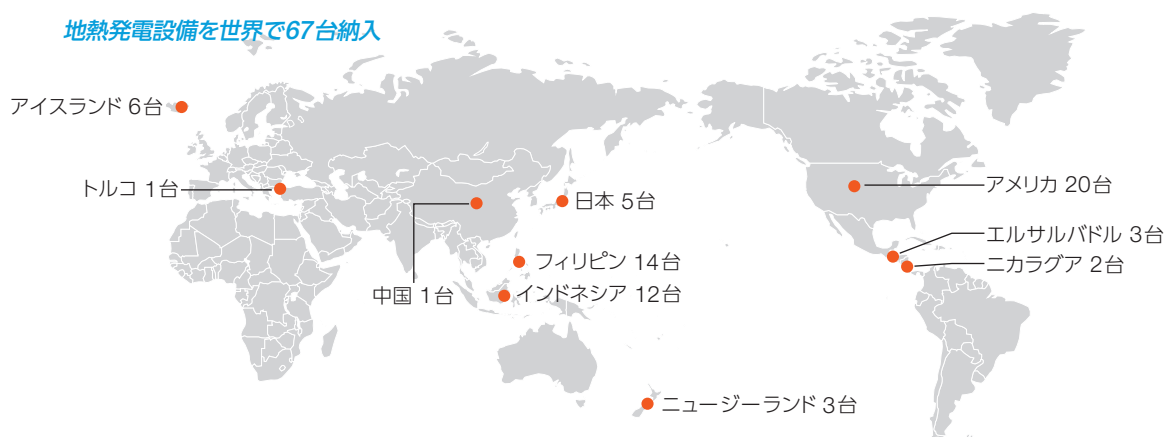 地熱発電設備を世界で67台納入
アイスランド 6台
トルコ 1台
日本 5台
アメリカ 20台
エルサルバドル 3台
ニカラグア 2台
フィリピン 14台
中国 1台
インドネシア 12台
ニュージーランド 3台